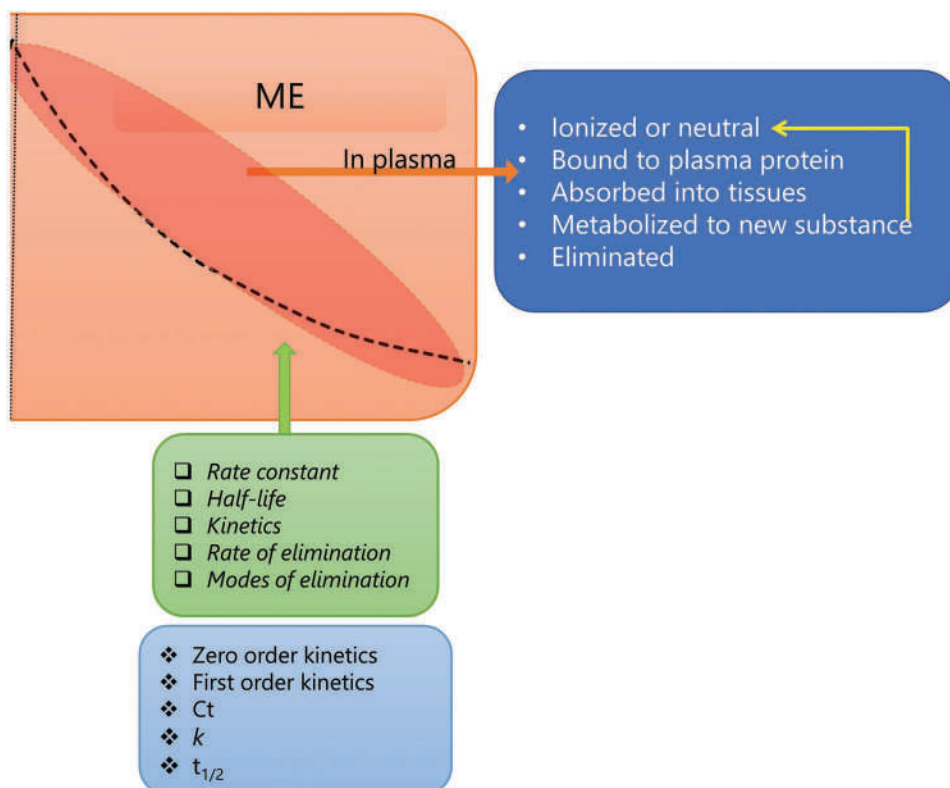 ME
In plasma
• Ionized or neutral
• Bound to plasma protein
• Absorbed into tissues
• Metabolized to new substance
• Eliminated
❑ Rate constant
❑ Half-life
❑ Kinetics
❑ Rate of elimination
❑ Modes of elimination
❖ Zero order kinetics
❖ First order kinetics
❖ Ct
❖ k
❖ t1/2